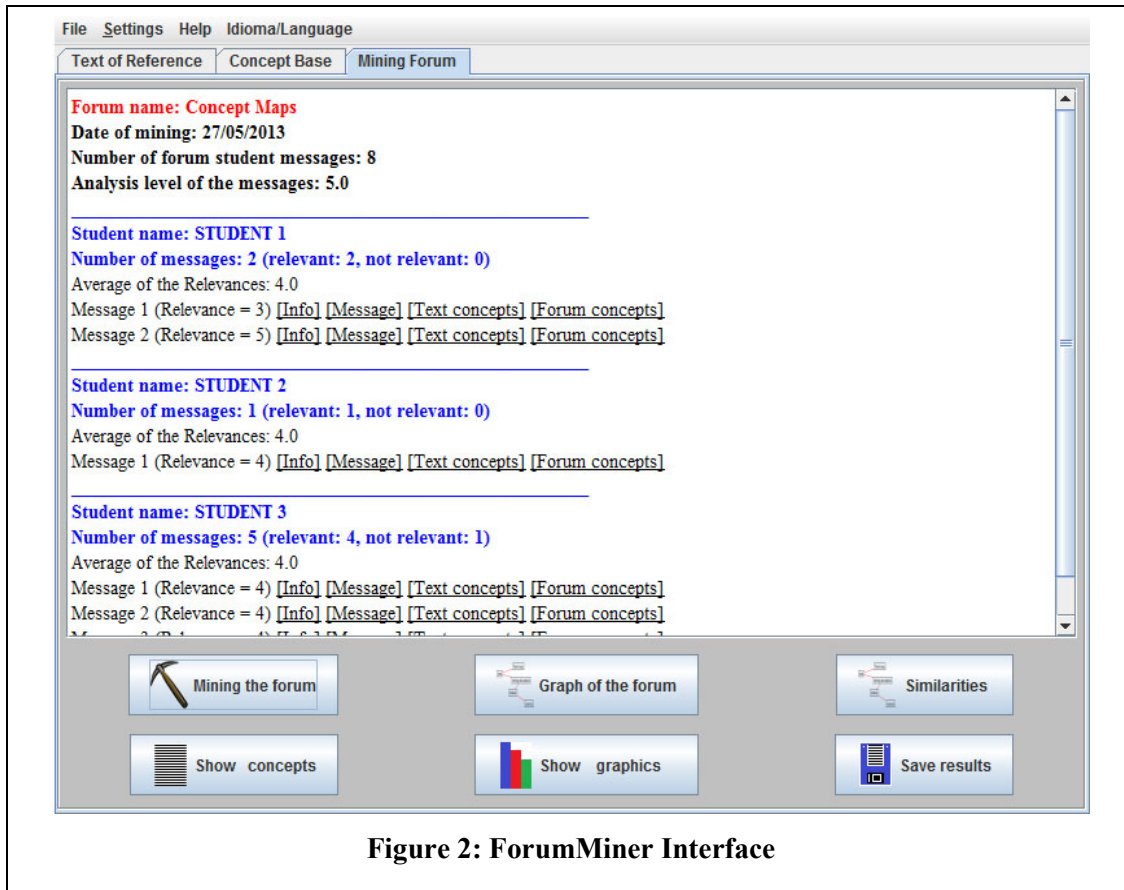 File Settings Help Idioma/Language
Text of Reference Concept Base Mining Forum
Forum name: Concept Maps
Date of mining: 27/05/2013
Number of forum student messages: 8
Analysis level of the messages: 5.0
Student name: STUDENT 1
Number of messages: 2 (relevant: 2, not relevant: 0)
Average of the Relevances: 4.0
Message 1 (Relevance = 3) [Info] [Message] [Text concepts] [Forum concepts]
Message 2 (Relevance = 5) [Info] [Message] [Text concepts] [Forum concepts]
Student name: STUDENT 2
Number of messages: 1 (relevant: 1, not relevant: 0)
Average of the Relevances: 4.0
Message 1 (Relevance = 4) [Info] [Message] [Text concepts] [Forum concepts]
Student name: STUDENT 3
Number of messages: 5 (relevant: 4, not relevant: 1)
Average of the Relevances: 4.0
Message 1 (Relevance = 4) [Info] [Message] [Text concepts] [Forum concepts]
Message 2 (Relevance = 4) [Info] [Message] [Text concepts] [Forum concepts]
Mining the forum Graph of the forum Similarities
Show concepts Show graphics Save results
Figure 2: ForumMiner Interface